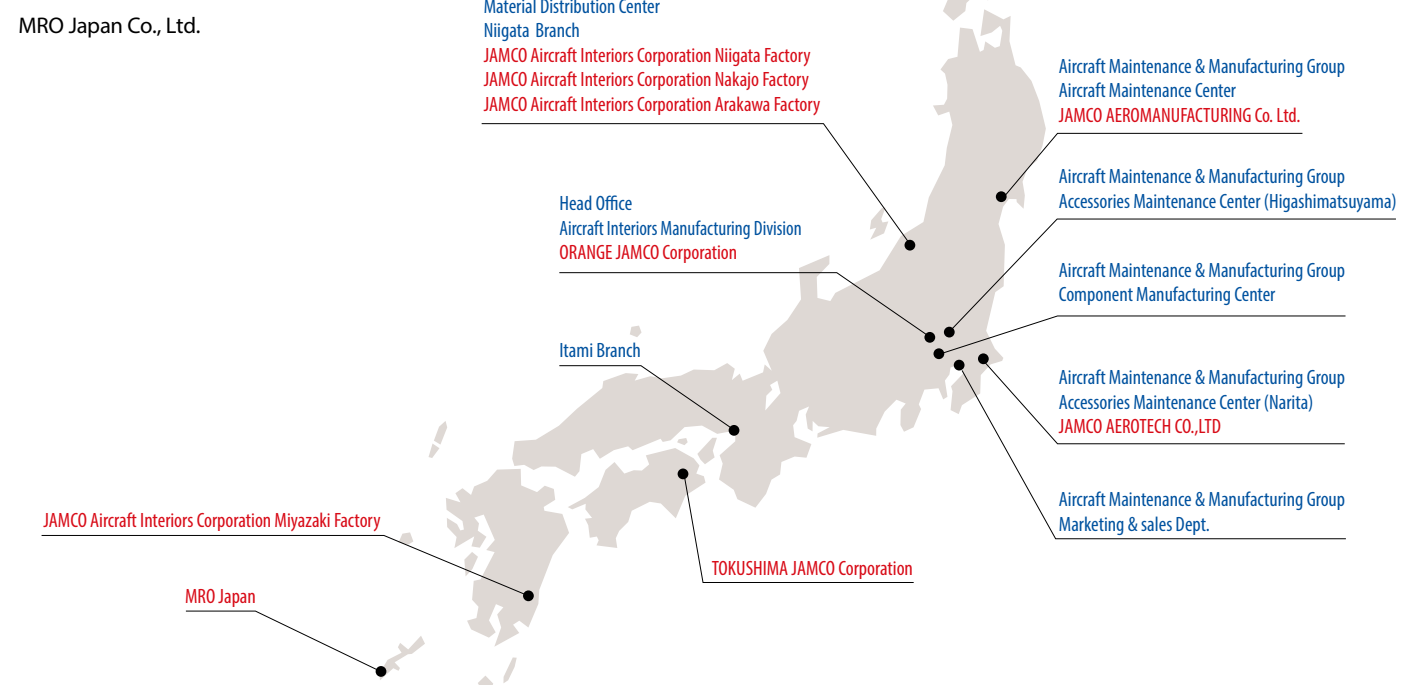 MRO Japan Co., Ltd.
Material Distribution Center
Niigata Branch
JAMCO Aircraft Interiors Corporation Niigata Factory
JAMCO Aircraft Interiors Corporation Nakajo Factory
JAMCO Aircraft Interiors Corporation Arakawa Factory
Aircraft Maintenance & Manufacturing Group
Aircraft Maintenance Center
JAMCO AEROMANUFACTURING Co. Ltd.
Aircraft Maintenance & Manufacturing Group
Accessories Maintenance Center (Higashimatsuyama)
Head Office
Aircraft Interiors Manufacturing Division
ORANGE JAMCO Corporation
Aircraft Maintenance & Manufacturing Group
Component Manufacturing Center
Itami Branch
Aircraft Maintenance & Manufacturing Group
Accessories Maintenance Center (Narita)
JAMCO AEROTECH CO.,LTD
Aircraft Maintenance & Manufacturing Group
Marketing & sales Dept.
JAMCO Aircraft Interiors Corporation Miyazaki Factory
TOKUSHIMA JAMCO Corporation
MRO Japan